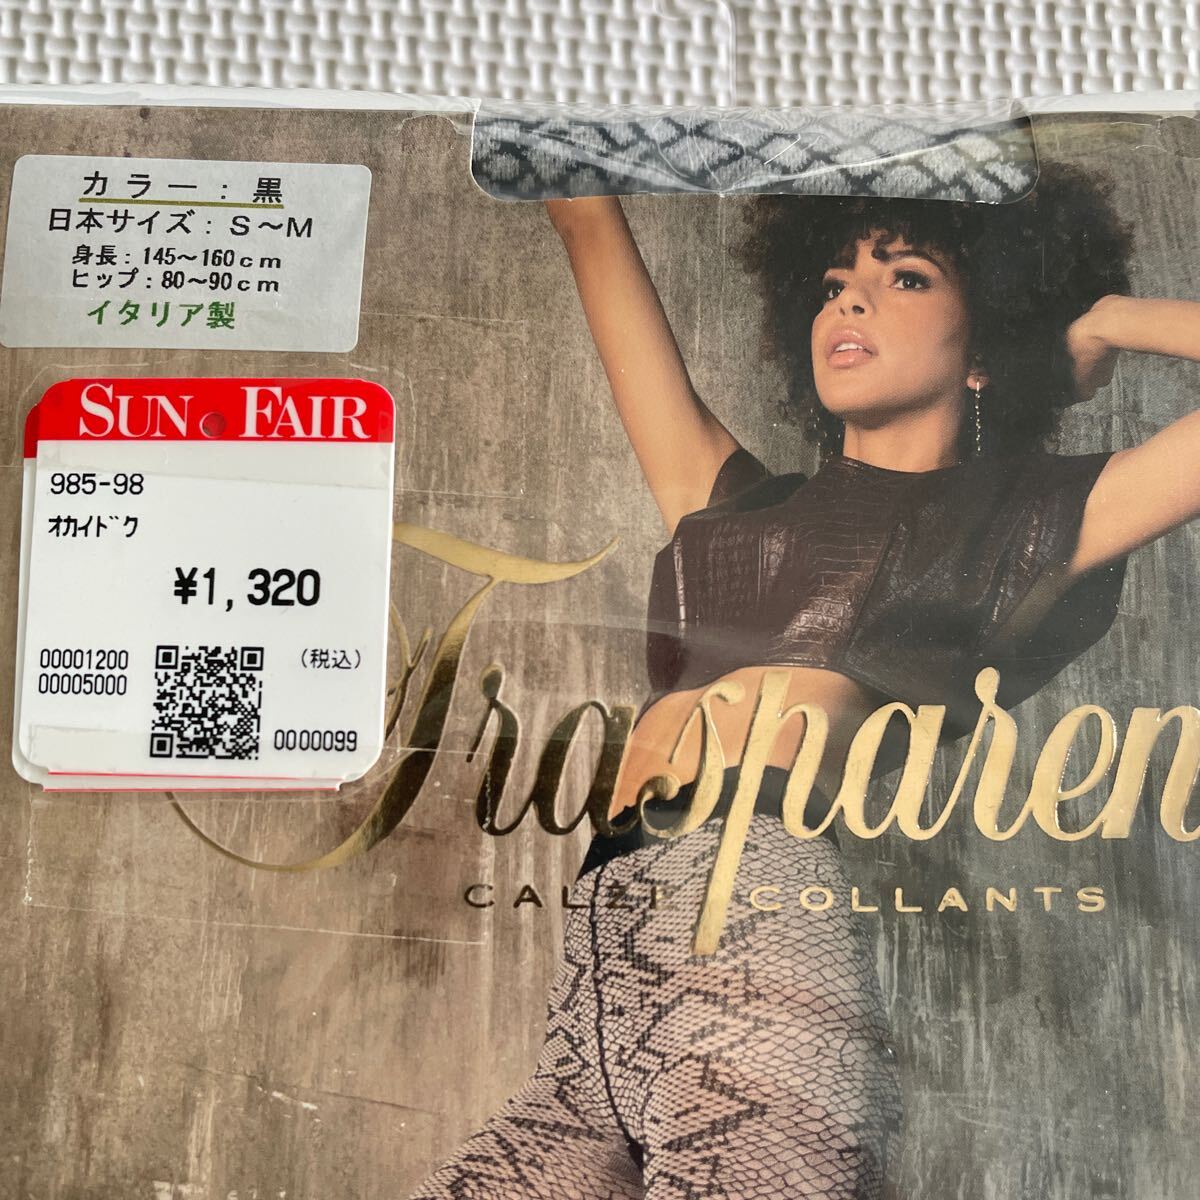 カラー：黒
日本サイズ：S～M
身長：145～160cm
ヒップ：80～90cm
イタリア製
SUN FAIR
985-98
ｵｶｲﾄﾞｸ
¥1,320
00001200
(税込)
00005000
0000099
Trasparen
CALZE COLLANTS